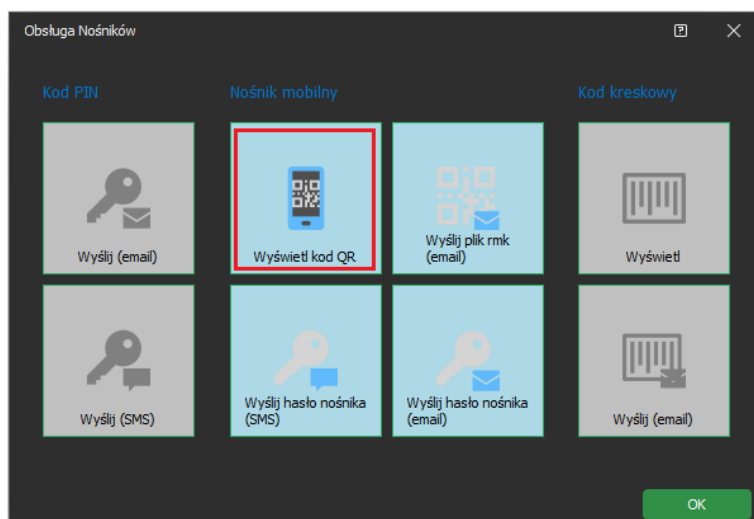 Obsługa Nośników
Kod PIN
Nośnik mobilny
Kod kreskowy
Wyślij (email)
Wyświetl kod QR
Wyślij plik rmk
(email)
Wyświetl
Wyślij (SMS)
Wyślij hasło nośnika
(SMS)
Wyślij hasło nośnika
(email)
Wyślij (email)
OK